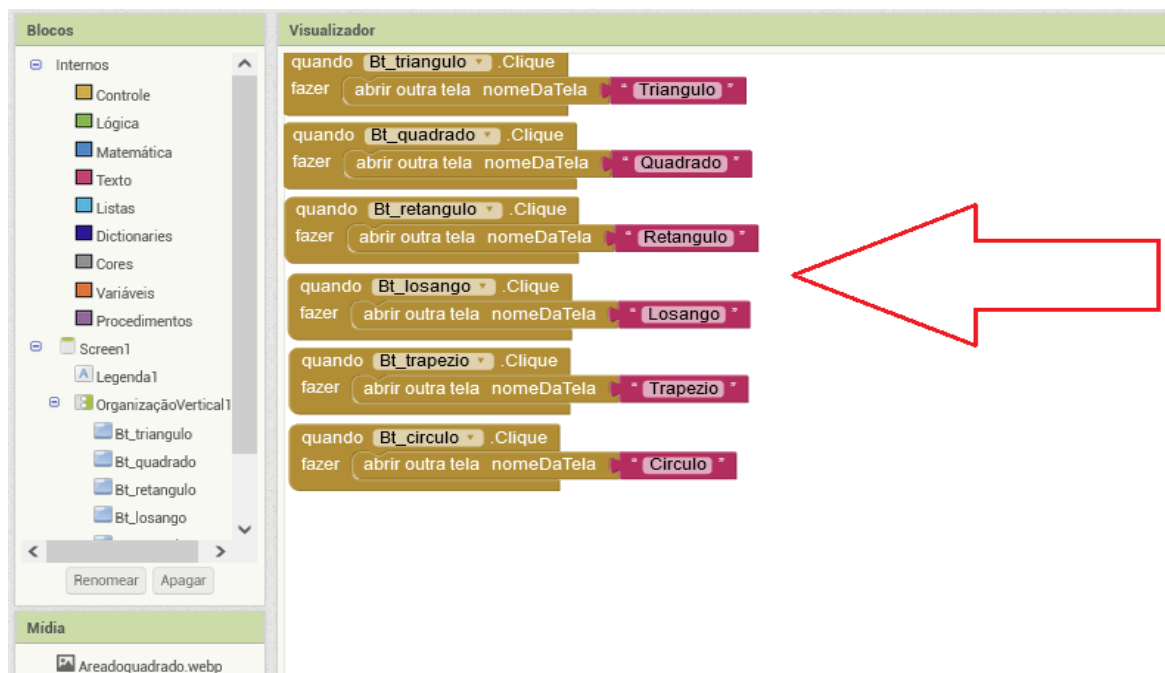 Blocos
Internos
Controle
Lógica
Matemática
Texto
Listas
Dictionaries
Cores
Variáveis
Procedimentos
Screen1
A Legenda1
OrganizaçãoVertical1
Bt_triangulo
Bt_quadrado
Bt_retangulo
Bt_losango
Renomear Apagar
Mídia
Areadoquadrado.webp
Visualizador
quando Bt_triangulo .Clique
fazer abrir outra tela nomeDaTela " Triangulo "
quando Bt_quadrado .Clique
fazer abrir outra tela nomeDaTela " Quadrado "
quando Bt_retangulo .Clique
fazer abrir outra tela nomeDaTela " Retangulo "
quando Bt_losango .Clique
fazer abrir outra tela nomeDaTela " Losango "
quando Bt_trapezio .Clique
fazer abrir outra tela nomeDaTela " Trapezio "
quando Bt_circulo .Clique
fazer abrir outra tela nomeDaTela " Circulo "